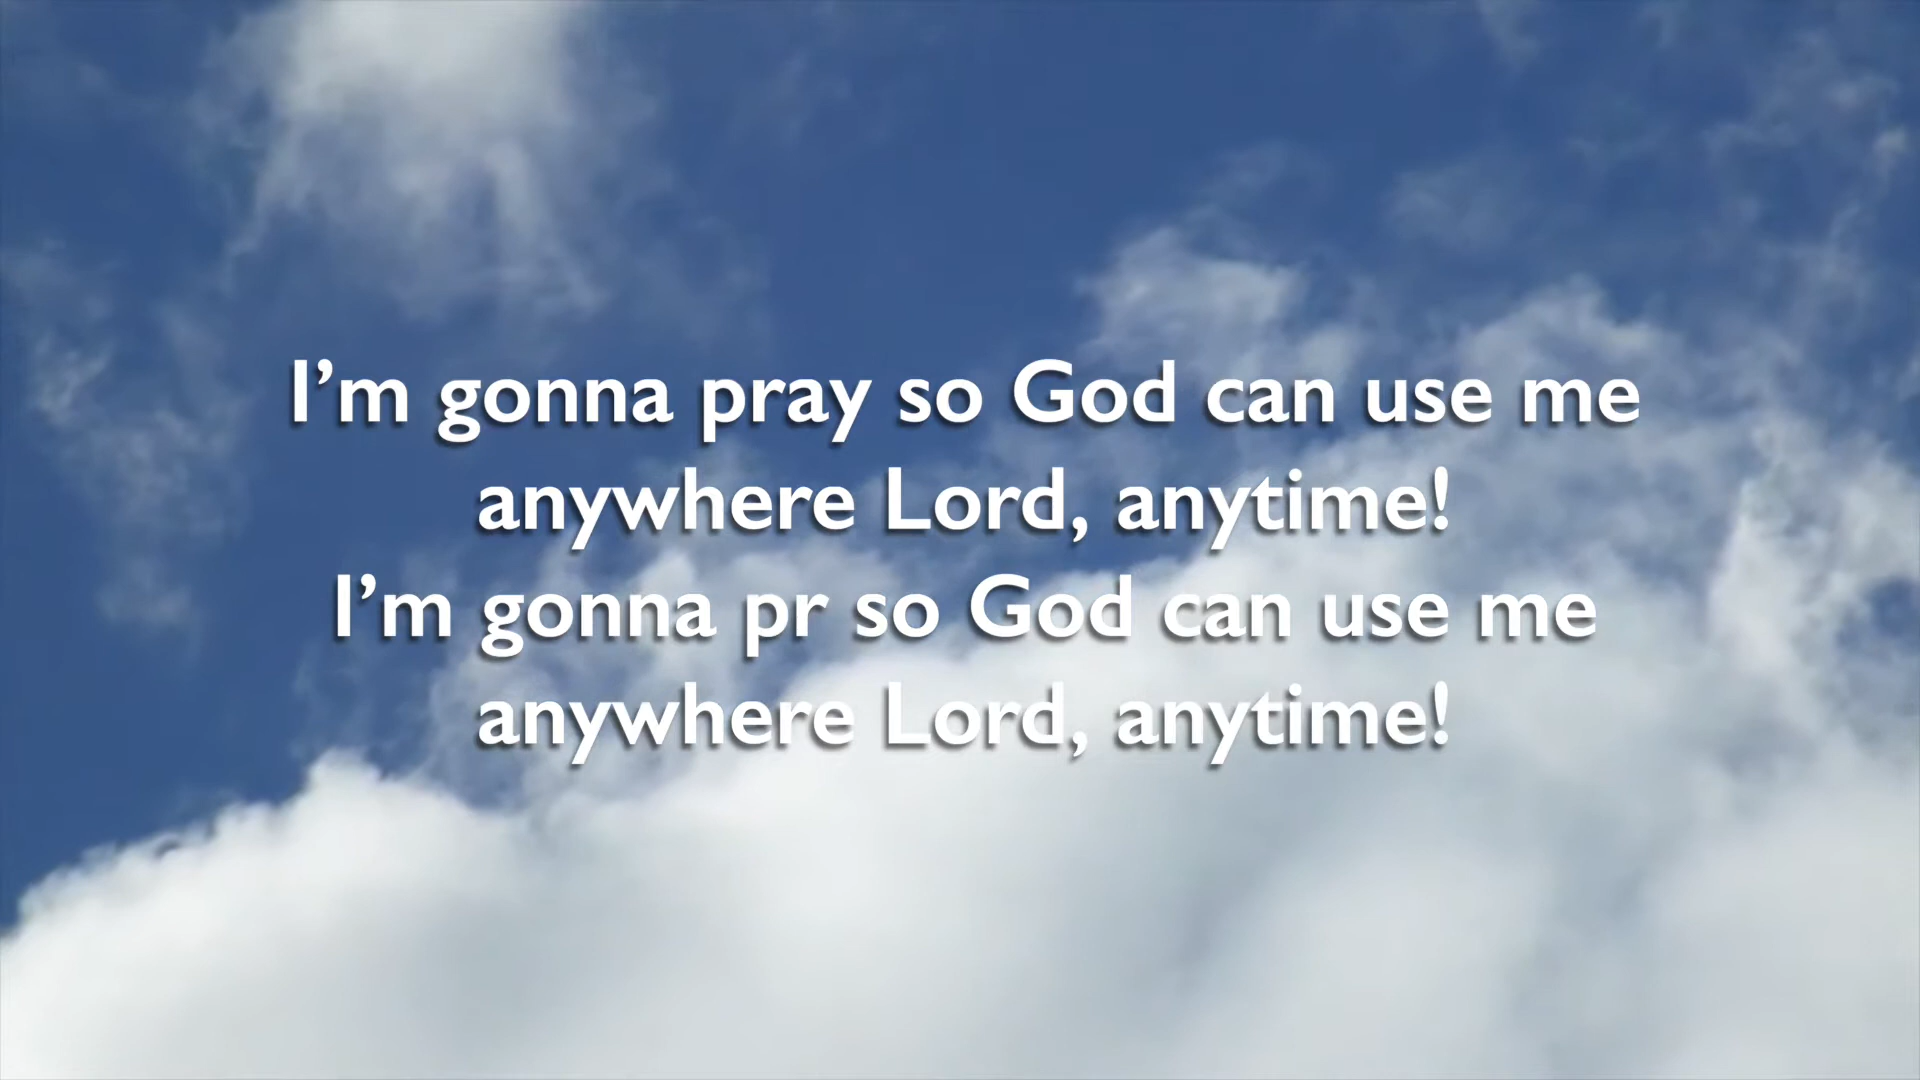 I’m gonna pray so God can use me
anywhere Lord, anytime!
I’m gonna pr so God can use me
anywhere Lord, anytime!